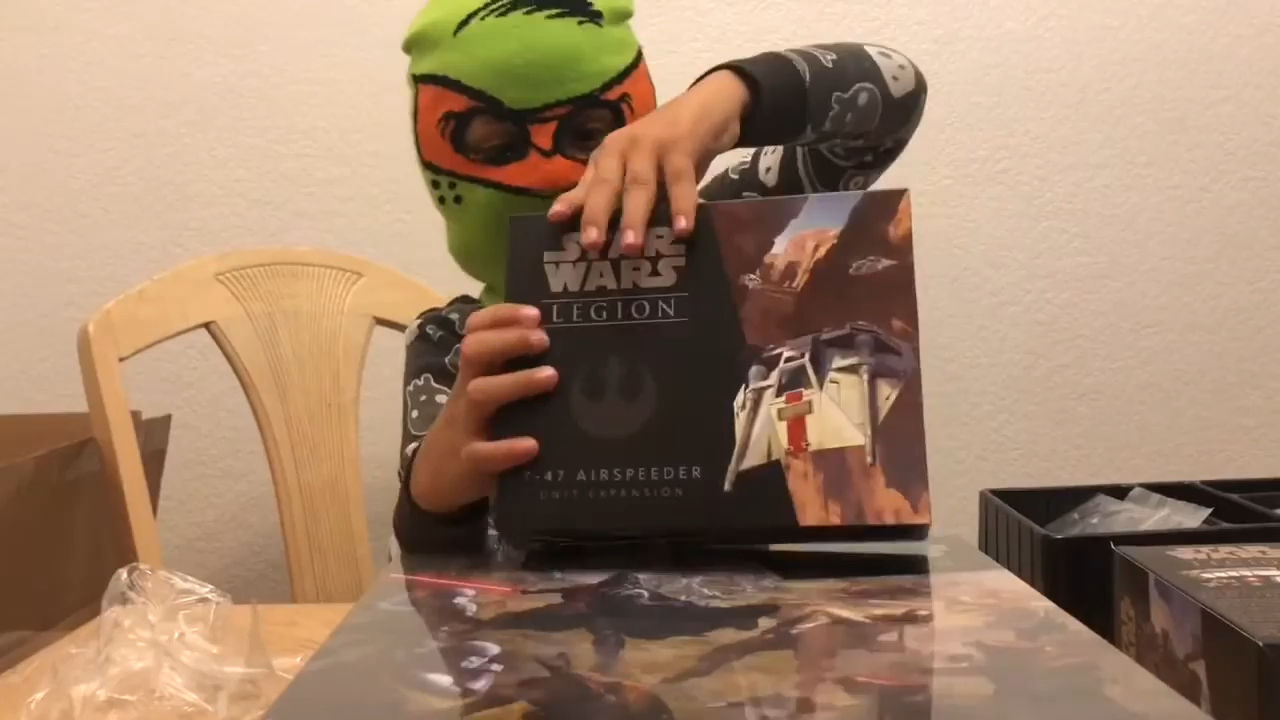 STAR
WARS
LEGION
T-47 AIRSPEEDER
UNIT EXPANSION